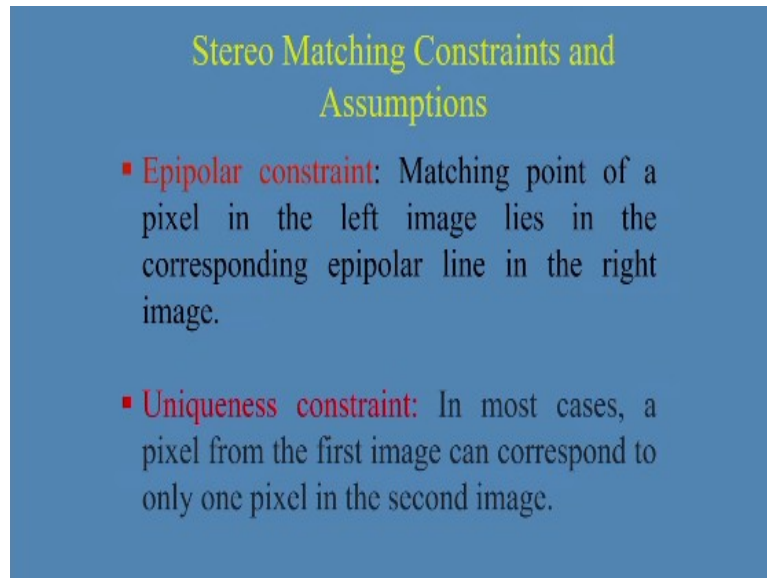 Stereo Matching Constraints and
Assumptions
▪ Epipolar constraint: Matching point of a
pixel in the left image lies in the
corresponding epipolar line in the right
image.
▪ Uniqueness constraint: In most cases, a
pixel from the first image can correspond to
only one pixel in the second image.